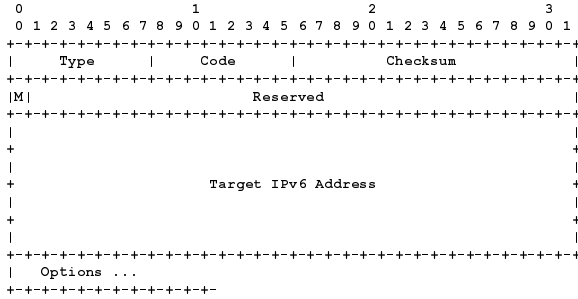 0                   1                   2                   3
0 1 2 3 4 5 6 7 8 9 0 1 2 3 4 5 6 7 8 9 0 1 2 3 4 5 6 7 8 9 0 1
+-+-+-+-+-+-+-+-+-+-+-+-+-+-+-+-+-+-+-+-+-+-+-+-+-+-+-+-+-+-+-+-+
|     Type      |     Code      |          Checksum             |
+-+-+-+-+-+-+-+-+-+-+-+-+-+-+-+-+-+-+-+-+-+-+-+-+-+-+-+-+-+-+-+-+
|M|                         Reserved                            |
+-+-+-+-+-+-+-+-+-+-+-+-+-+-+-+-+-+-+-+-+-+-+-+-+-+-+-+-+-+-+-+-+
|                                                               |
+                                                               +
|                                                               |
+                      Target IPv6 Address                      +
|                                                               |
+                                                               +
|                                                               |
+-+-+-+-+-+-+-+-+-+-+-+-+-+-+-+-+-+-+-+-+-+-+-+-+-+-+-+-+-+-+-+-+
|   Options ...
+-+-+-+-+-+-+-+-+-+-+-+-